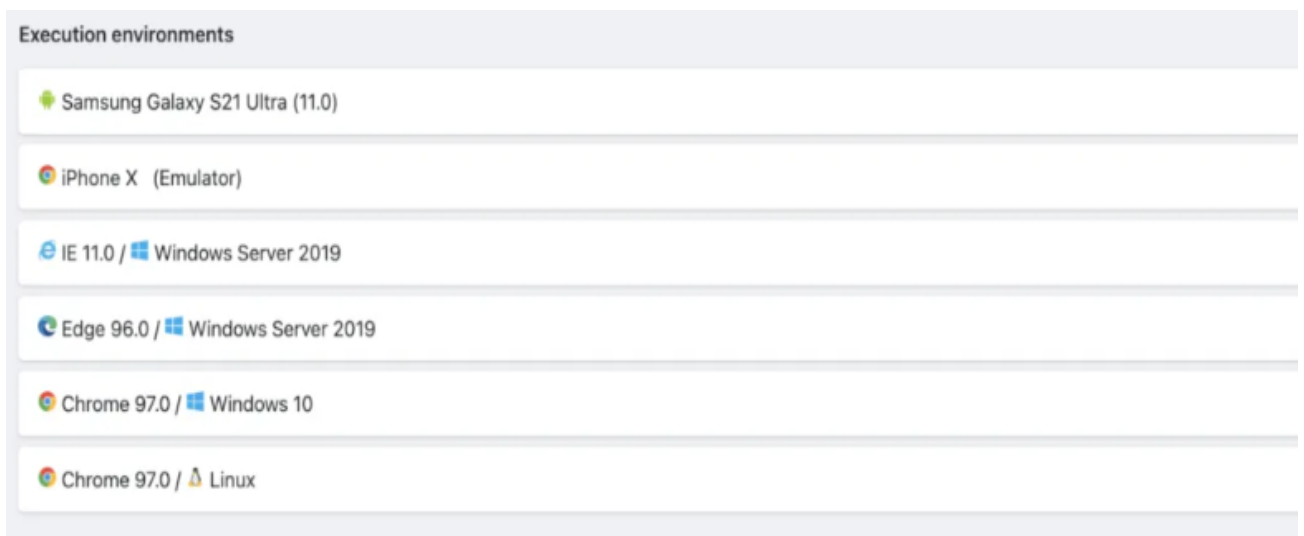 Execution environments
Samsung Galaxy S21 Ultra (11.0)
iPhone X (Emulator)
IE 11.0 / Windows Server 2019
Edge 96.0 / Windows Server 2019
Chrome 97.0 / Windows 10
Chrome 97.0 / Linux